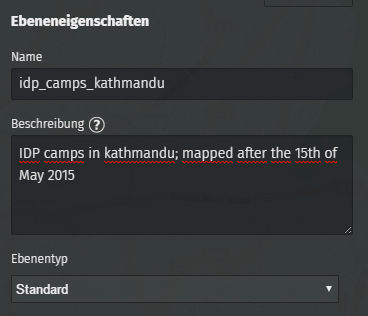 Ebeneneigenschaften
Name
idp_camps_kathmandu
Beschreibung ?
IDP camps in kathmandu; mapped after the 15th of
May 2015
Ebenentyp
Standard